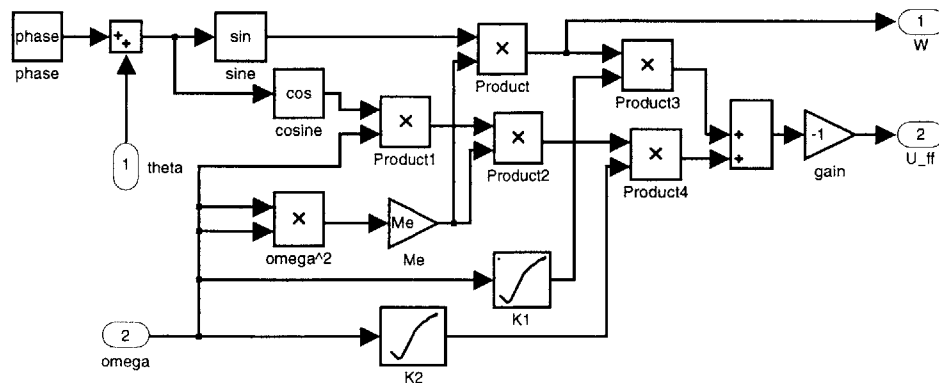 phase
phase
+
+
sin
sine
×
Product
1
W
cos
cosine
×
Product1
×
Product2
×
Product3
×
Product4
+
+
-1
gain
2
U_ff
1
theta
×
omega^2
Me
Me
K1
2
omega
K2